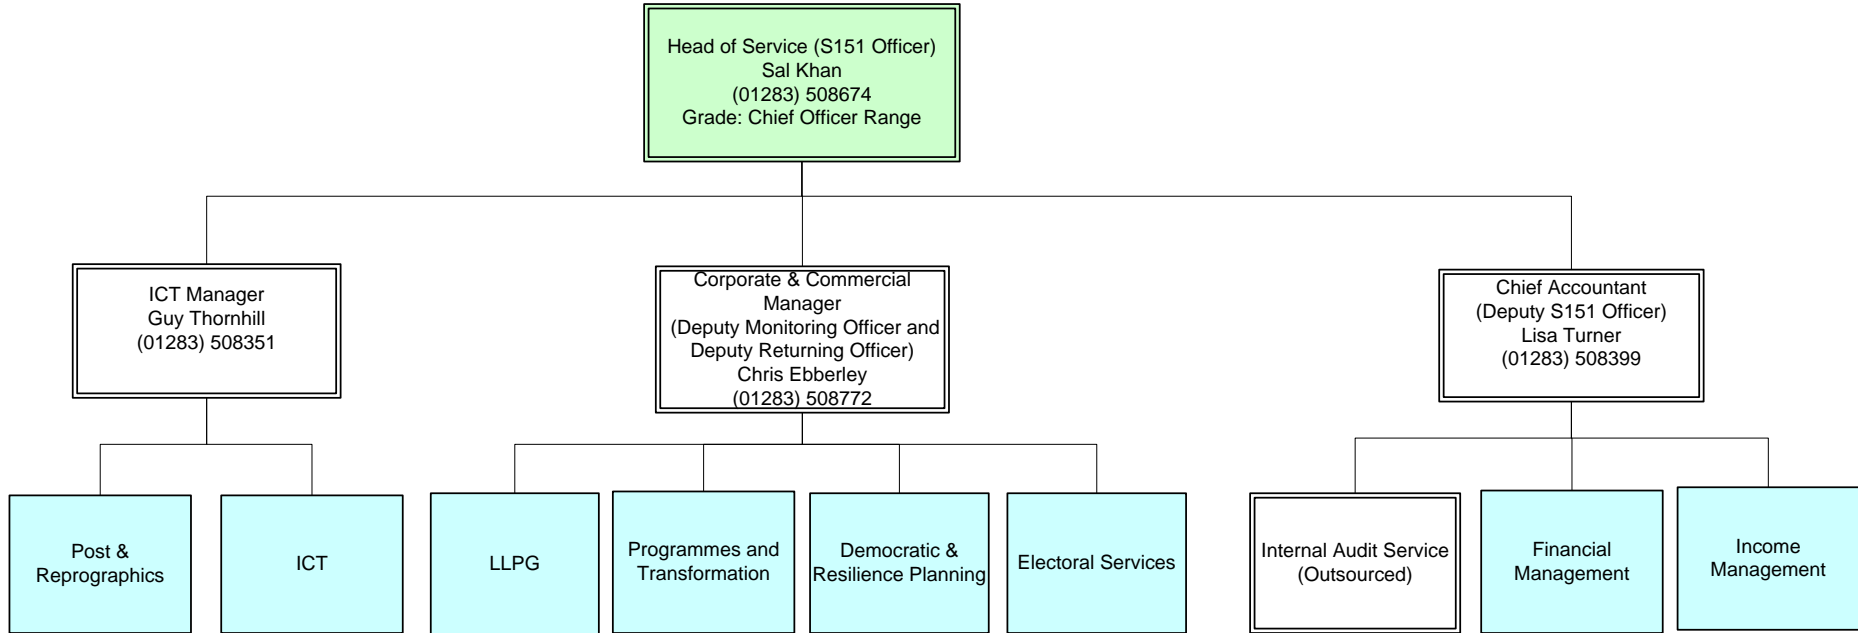 Head of Service (S151 Officer)
Sal Khan
(01283) 508674
Grade: Chief Officer Range
ICT Manager
Guy Thornhill
(01283) 508351
Corporate & Commercial
Manager
(Deputy Monitoring Officer and
Deputy Returning Officer)
Chris Ebberley
(01283) 508772
Chief Accountant
(Deputy S151 Officer)
Lisa Turner
(01283) 508399
Post &
Reprographics
ICT
LLPG
Programmes and
Transformation
Democratic &
Resilience Planning
Electoral Services
Internal Audit Service
(Outsourced)
Financial
Management
Income
Management